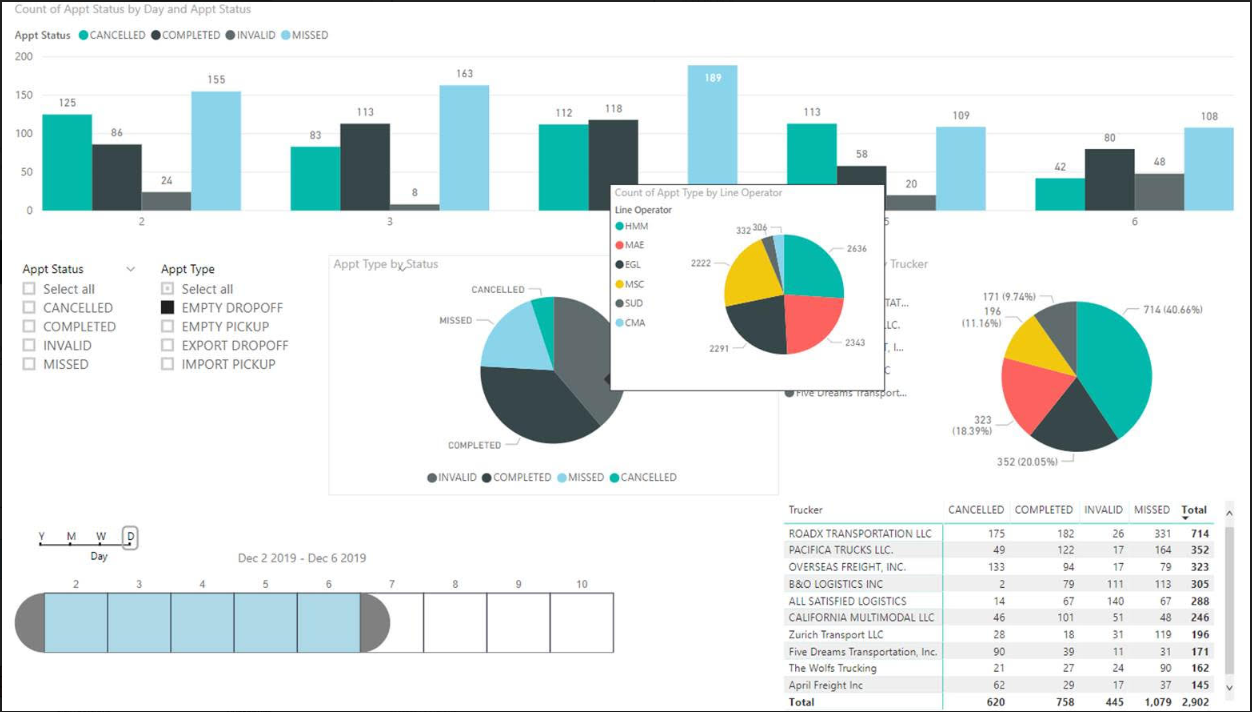 Count of Appt Status by Day and Appt Status
Appt Status CANCELLED COMPLETED INVALID MISSED
200
150
100
50
0
125
86
24
155
83
113
8
163
112
118
189
113
58
20
109
42
80
48
108
2
3
5
6
Appt Status
Select all
CANCELLED
COMPLETED
INVALID
MISSED
Appt Type
Select all
EMPTY DROPOFF
EMPTY PICKUP
EXPORT DROPOFF
IMPORT PICKUP
Appt Type by Status
CANCELLED
MISSED
COMPLETED
INVALID COMPLETED MISSED CANCELLED
Count of Appt Type by Line Operator
Line Operator
HMM
MAE
EGL
MSC
SUD
CMA
332
306
2636
2222
2291
2343
Trucker
TAT...
LLC.
T, I...
C
Five Dreams Transport...
171 (9.74%)
196
(11.16%)
714 (40.66%)
323
(18.39%)
352 (20.05%)
Y M W D
Day
Dec 2 2019 - Dec 6 2019
2 3 4 5 6 7 8 9 10
Trucker CANCELLED COMPLETED INVALID MISSED Total
ROADX TRANSPORTATION LLC 175 182 26 331 714
PACIFICA TRUCKS LLC. 49 122 17 164 352
OVERSEAS FREIGHT, INC. 133 94 17 79 323
B&O LOGISTICS INC 2 79 111 113 305
ALL SATISFIED LOGISTICS 14 67 140 67 288
CALIFORNIA MULTIMODAL LLC 46 101 51 48 246
Zurich Transport LLC 28 18 31 119 196
Five Dreams Transportation, Inc. 90 39 11 31 171
The Wolfs Trucking 21 27 24 90 162
April Freight Inc 62 29 17 37 145
Total 620 758 445 1,079 2,902